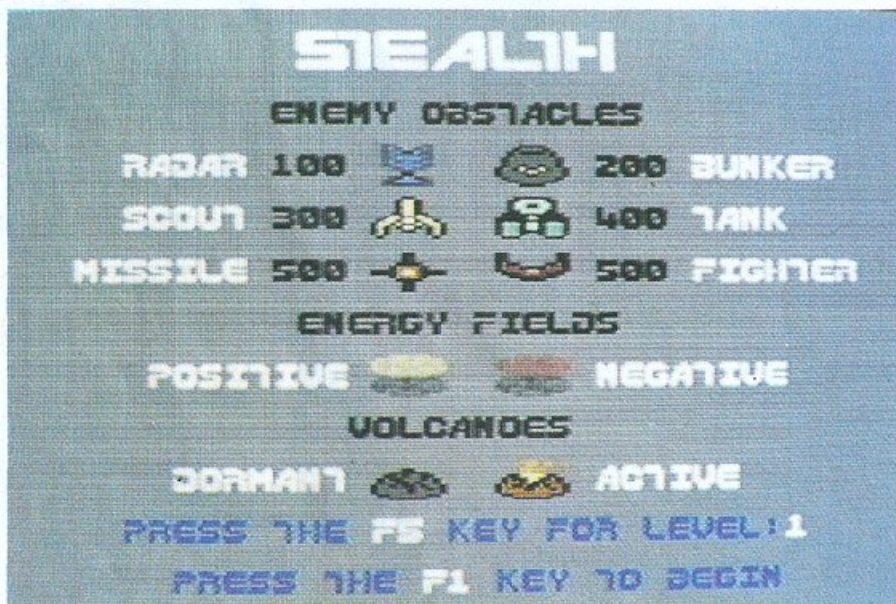 STEALTH
ENEMY OBSTACLES
RADAR 100 200 BUNKER
SCOUT 300 400 TANK
MISSILE 500 500 FIGHTER
ENERGY FIELDS
POSITIVE NEGATIVE
VOLCANOES
DORMANT ACTIVE
PRESS THE F5 KEY FOR LEVEL:1
PRESS THE F1 KEY TO BEGIN